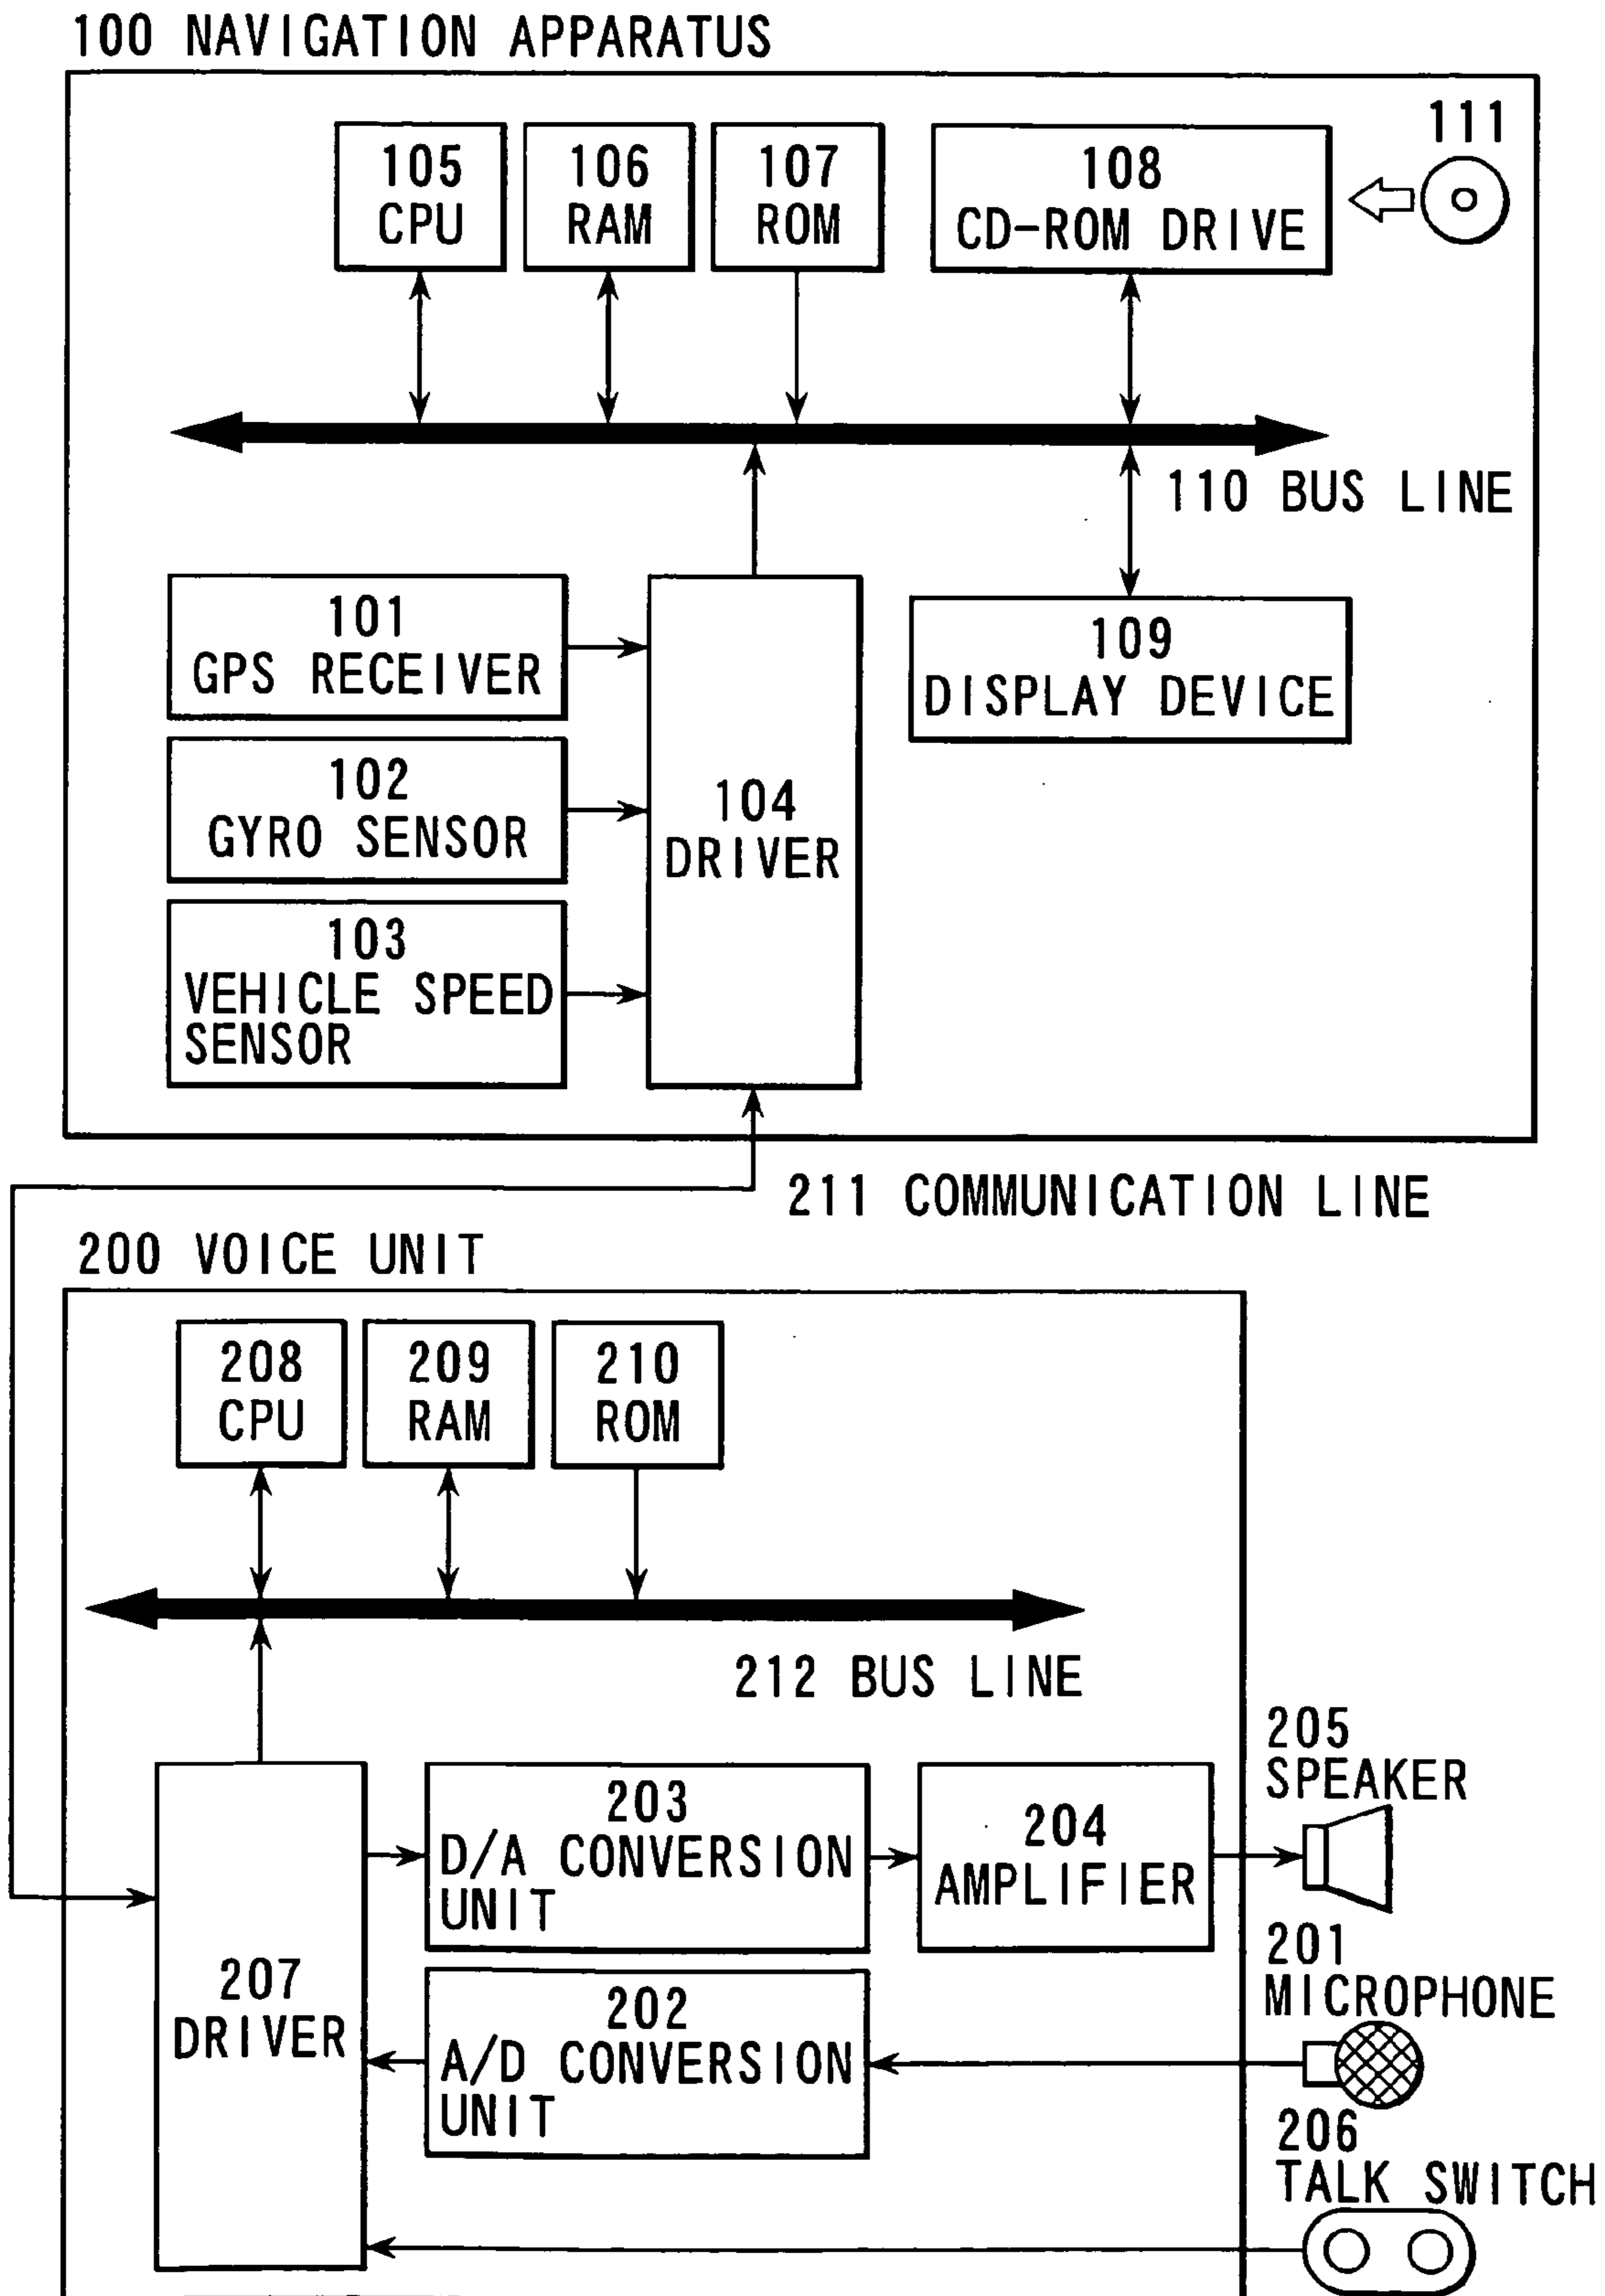 100 NAVIGATION APPARATUS
111
105
CPU
106
RAM
107
ROM
108
CD-ROM DRIVE
110 BUS LINE
101
GPS RECEIVER
102
GYRO SENSOR
103
VEHICLE SPEED
SENSOR
104
DRIVER
109
DISPLAY DEVICE
211 COMMUNICATION LINE
200 VOICE UNIT
208
CPU
209
RAM
210
ROM
212 BUS LINE
207
DRIVER
203
D/A CONVERSION
UNIT
204
AMPLIFIER
205
SPEAKER
202
A/D CONVERSION
UNIT
201
MICROPHONE
206
TALK SWITCH